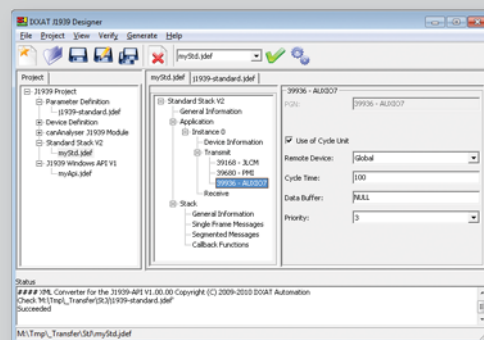 IXXAT J1939 Designer
File Project View Verify Generate Help
myStd.jdef
Project
J1939 Project
Parameter Definition
j1939-standard.jdef
Device Definition
canAnalyser J1939 Module
Standard Stack V2
myStd.jdef
J1939 Windows API V1
myApi.jdef
myStd.jdef j1939-standard.jdef
Standard Stack V2
General Information
Application
Instance 0
Device Information
Transmit
39168 - JLCM
39680 - PMI
39936 - AUXIO7
Receive
Stack
General Information
Single Frame Messages
Segmented Messages
Callback Functions
39936 - AUXIO7
PGN: 39936 - AUXIO7
Use of Cycle Unit
Remote Device: Global
Cycle Time: 100
Data Buffer: NULL
Priority: 3
Status
#### XML Converter for the J1939-API V1.00.00 Copyright (C) 2009-2010 IXXAT Automation
Check 'M:\Tmp\_Transfer\StJ\j1939-standard.jdef'
Succeeded
M:\Tmp\_Transfer\StJ\myStd.jdef